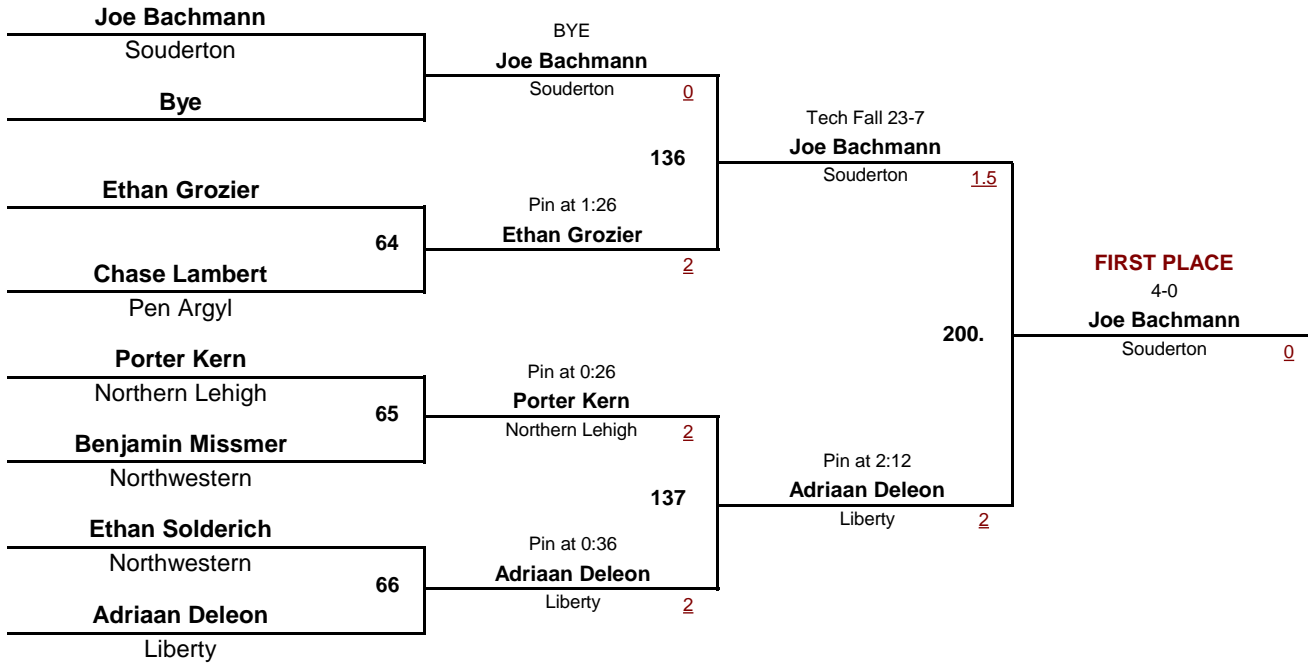 Joe Bachmann
Souderton
Bye
Ethan Grozier
64
Chase Lambert
Pen Argyl
Porter Kern
Northern Lehigh
65
Benjamin Missmer
Northwestern
Ethan Solderich
Northwestern
66
Adriaan Deleon
Liberty
BYE
Joe Bachmann
Souderton 0
136
Pin at 1:26
Ethan Grozier
2
Pin at 0:26
Porter Kern
Northern Lehigh 2
137
Pin at 0:36
Adriaan Deleon
Liberty 2
Tech Fall 23-7
Joe Bachmann
Souderton 1.5
200.
Pin at 2:12
Adriaan Deleon
Liberty 2
FIRST PLACE
4-0
Joe Bachmann
Souderton 0